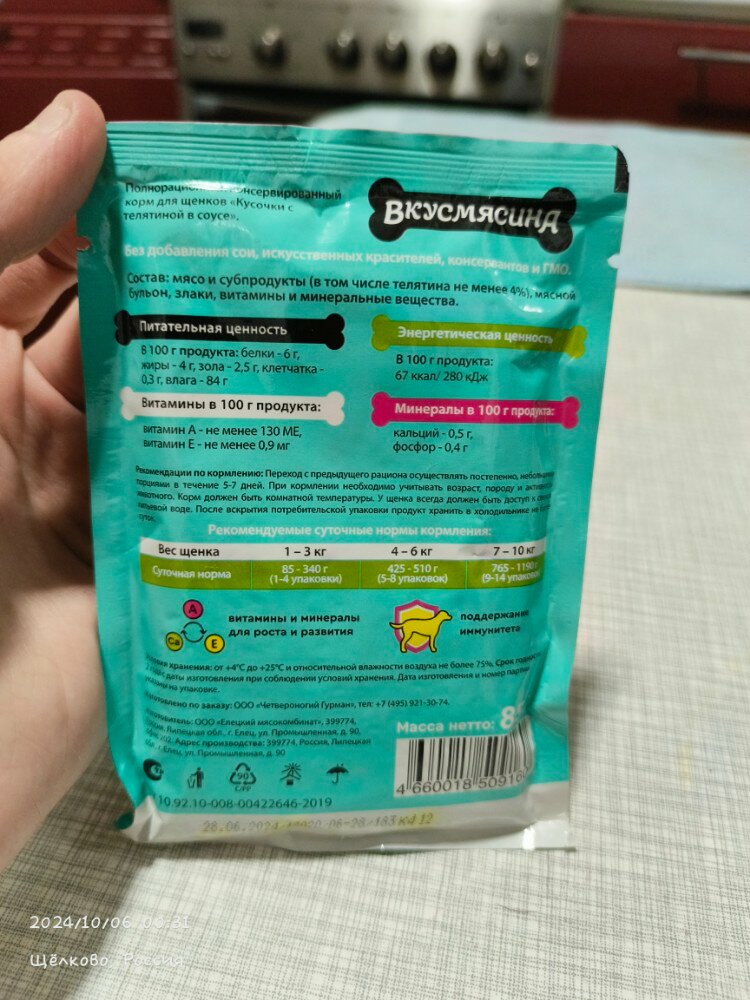 Полнорационный консервированный
корм для щенков «Кусочки с
телятиной в соусе».
Вкусмясинд
Без добавления сои, искусственных красителей, консервантов и ГМО.
Состав: мясо и субпродукты (в том числе телятина не менее 4%), мясной
бульон, злаки, витамины и минеральные вещества.
Питательная ценность
В 100 г продукта: белки - 6 г,
жиры - 4 г, зола - 2,5 г, клетчатка -
0,3 г, влага - 84 г
Энергетическая ценность
В 100 г продукта:
67 ккал/ 280 кДж
Витамины в 100 г продукта:
витамин А - не менее 130 МЕ,
витамин Е - не менее 0,9 мг
Минералы в 100 г продукта:
кальций - 0,5 г,
фосфор - 0,4 г
Рекомендации по кормлению: Переход с предыдущего рациона осуществлять постепенно,
порциями в течение 5-7 дней. При кормлении необходимо учитывать возраст, породу и
животного. Корм должен быть комнатной температуры. У щенка всегда должен быть доступ к
питьевой воде. После вскрытия потребительской упаковки продукт хранить в холодильнике не
суток.
Рекомендуемые суточные нормы кормления:
Вес щенка 1 – 3 кг 4 – 6 кг 7 – 10 кг
Суточная норма 85 - 340 г (1-4 упаковки) 425 - 510 г (5-8 упаковок) 765 - 1190 г (9-14 упаковок)
А
Са
Е
витамины и минералы
для роста и развития
поддержание
иммунитета
Условия хранения: от +4°С до +25°С и относительной влажности воздуха не более 75%. Срок годности
с даты изготовления при соблюдении условий хранения. Дата изготовления и номер партии
указаны на упаковке.
Изготовлено по заказу: ООО «Четвероногий Гурман», тел: +7 (495) 921-30-74.
Изготовитель: ООО «Елецкий мясокомбинат», 399774,
Россия, Липецкая обл., г. Елец, ул. Промышленная, д. 90,
офис 202. Адрес производства: 399774, Россия, Липецкая
обл., г. Елец, ул. Промышленная, д. 90
Масса нетто: 8
4 660018 50916
90
C/PP
10.92.10-008-00422646-2019
28.06.2024
2024/10/06 00:31
Щёлково "Россия"